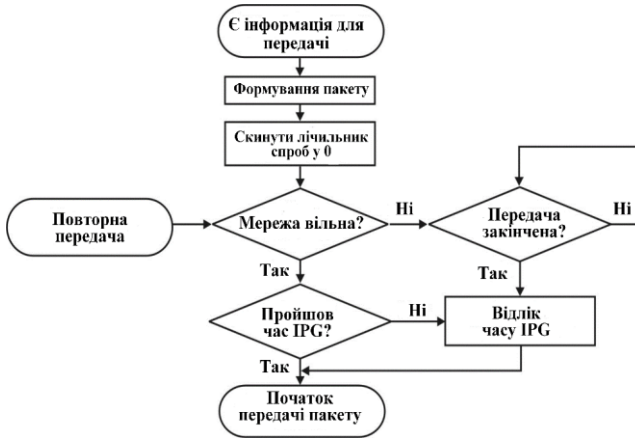 Є інформація для
передачі
Формування пакету
Скинути лічильник
спроб у 0
Повторна
передача
Мережа вільна?
Ні
Передача
закінчена?
Ні
Так
Так
Пройшов
час IPG?
Ні
Відлік
часу IPG
Так
Початок
передачі пакету